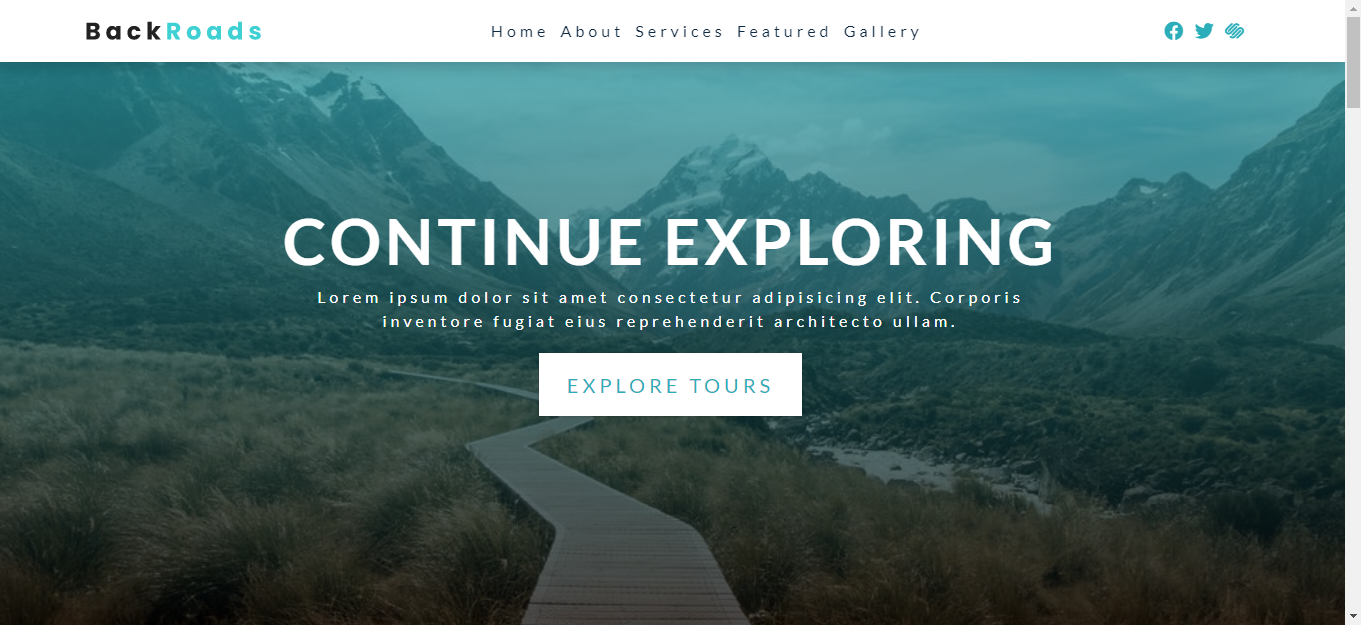 BackRoads
Home About Services Featured Gallery
CONTINUE EXPLORING
Lorem ipsum dolor sit amet consectetur adipisicing elit. Corporis
inventore fugiat eius reprehenderit architecto ullam.
EXPLORE TOURS